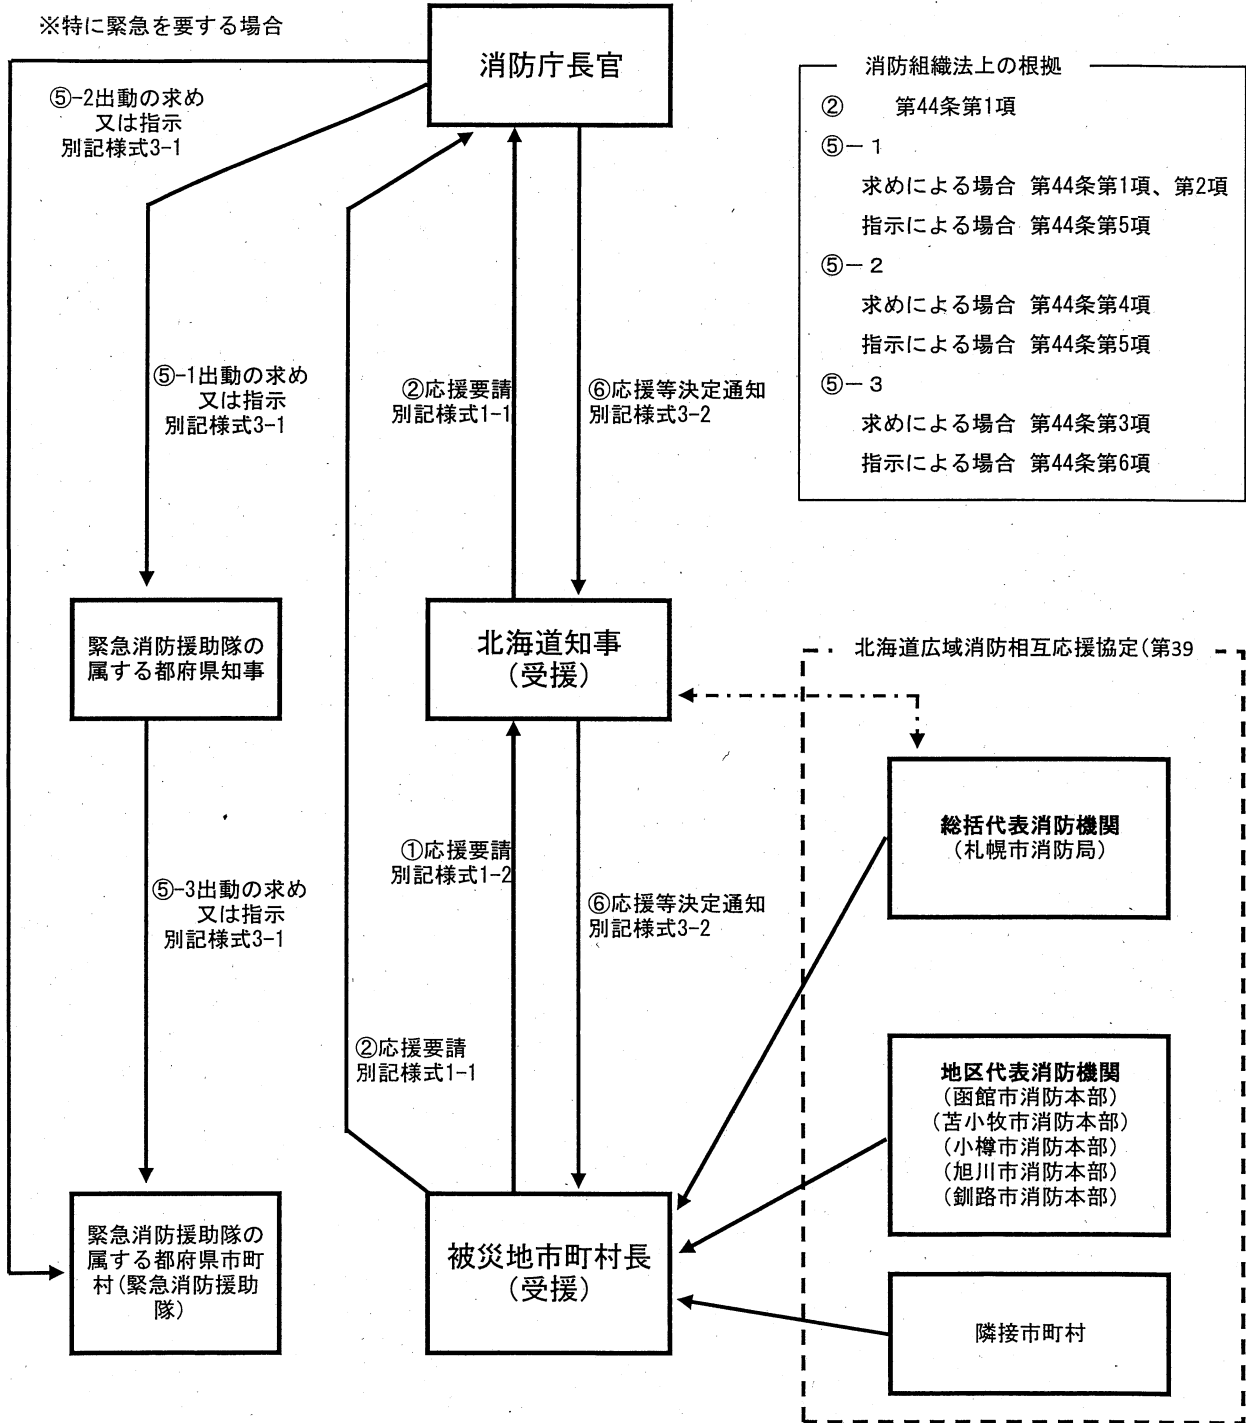 ※特に緊急を要する場合
消防庁長官
⑤-2出動の求め
又は指示
別記様式3-1
消防組織法上の根拠
② 第44条第1項
⑤－１
求めによる場合 第44条第1項、第2項
指示による場合 第44条第5項
⑤－２
求めによる場合 第44条第4項
指示による場合 第44条第5項
⑤－３
求めによる場合 第44条第3項
指示による場合 第44条第6項
⑤-1出動の求め
又は指示
別記様式3-1
②応援要請
別記様式1-1
⑥応援等決定通知
別記様式3-2
緊急消防援助隊の
属する都府県知事
北海道知事
（受援）
北海道広域消防相互応援協定(第39
総括代表消防機関
（札幌市消防局）
①応援要請
別記様式1-2
⑤-3出動の求め
又は指示
別記様式3-1
⑥応援等決定通知
別記様式3-2
②応援要請
別記様式1-1
地区代表消防機関
（函館市消防本部）
（苫小牧市消防本部）
（小樽市消防本部）
（旭川市消防本部）
（釧路市消防本部）
緊急消防援助隊の
属する都府県市町
村(緊急消防援助
隊)
被災地市町村長
（受援）
隣接市町村